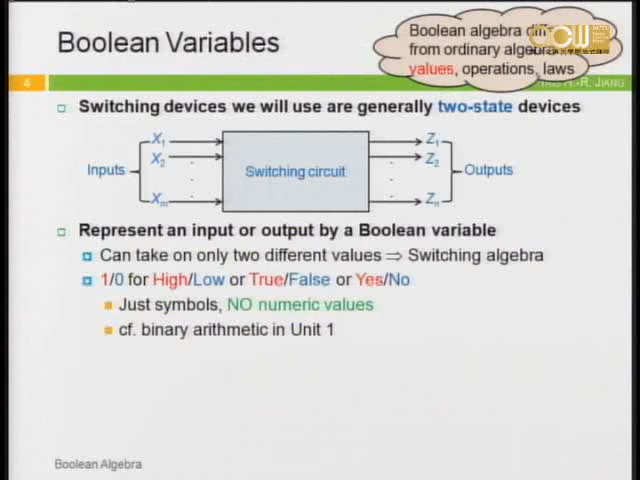 Boolean Variables
Boolean algebra
from ordinary algebra
values, operations, laws
4
JIANG
Switching devices we will use are generally two-state devices
X1
X2
Xm
Inputs
Switching circuit
Z1
Z2
Zn
Outputs
Represent an input or output by a Boolean variable
Can take on only two different values ⇒ Switching algebra
1/0 for High/Low or True/False or Yes/No
Just symbols, NO numeric values
cf. binary arithmetic in Unit 1
Boolean Algebra